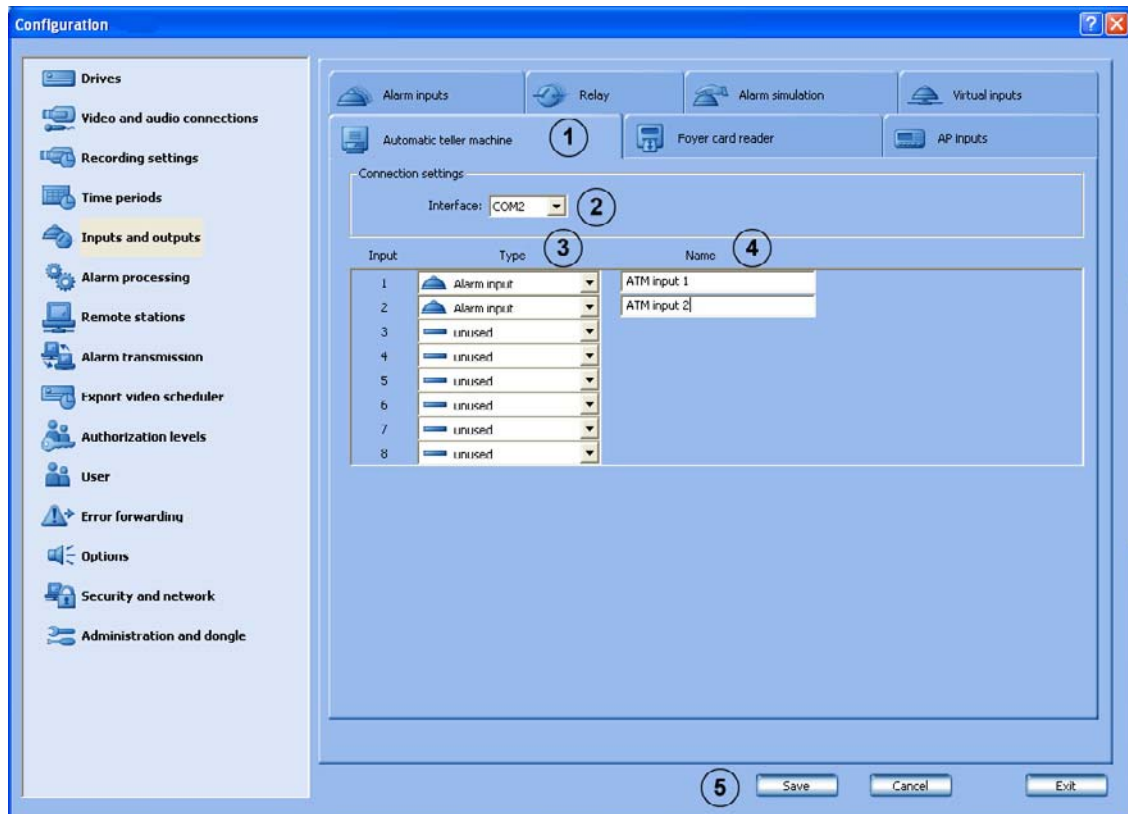 Configuration
Drives
Video and audio connections
Recording settings
Time periods
Inputs and outputs
Alarm processing
Remote stations
Alarm transmission
Export video scheduler
Authorization levels
User
Error forwarding
Options
Security and network
Administration and dongle
Alarm inputs
Relay
Alarm simulation
Virtual inputs
Automatic teller machine 1
Foyer card reader
AP inputs
Connection settings
Interface: COM2 2
Input Type 3 Name 4
1 Alarm input ATM input 1
2 Alarm input ATM input 2
3 unused
4 unused
5 unused
6 unused
7 unused
8 unused
5 Save Cancel Exit